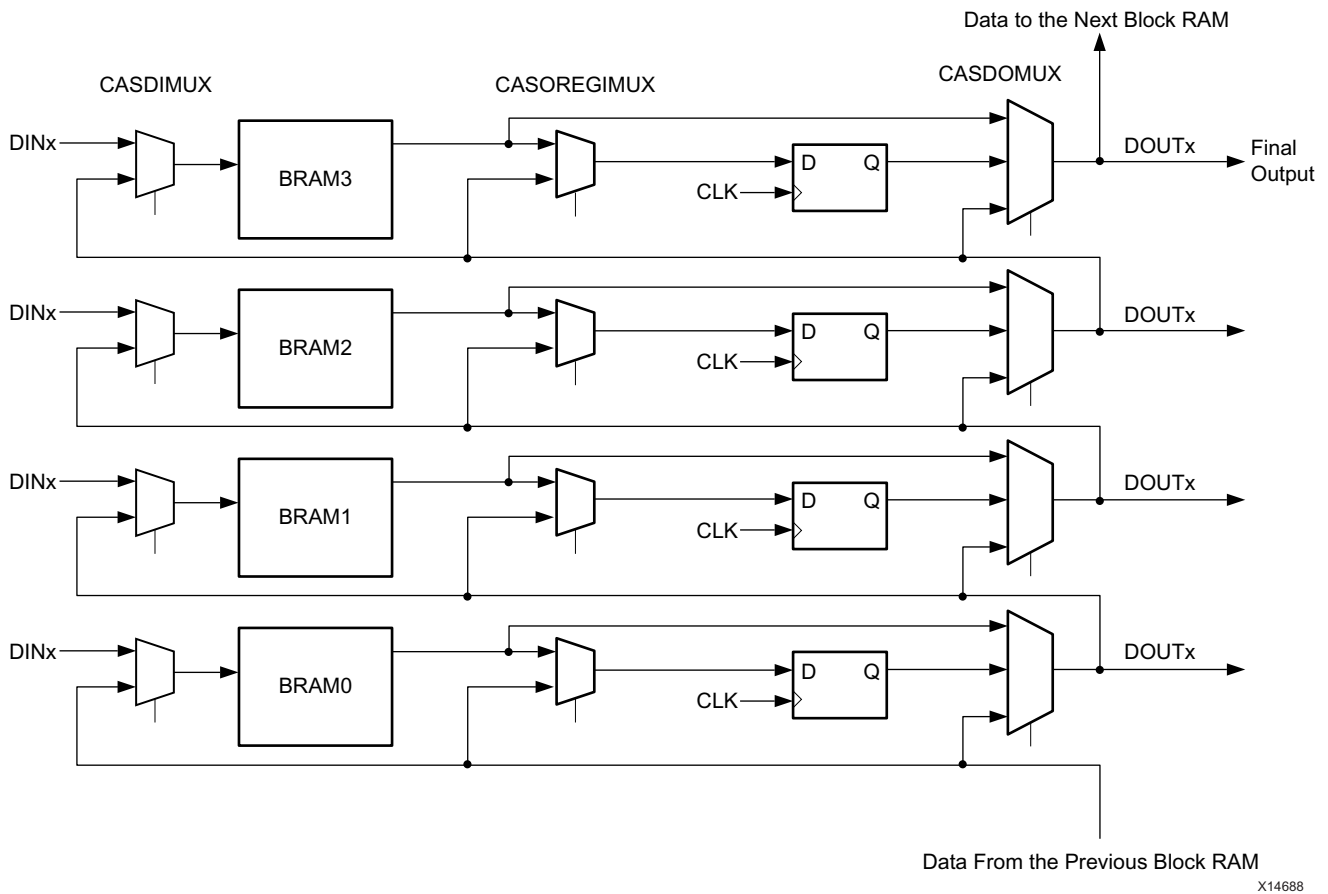 Data to the Next Block RAM
CASDIMUX
CASOREGIMUX
CASDOMUX
DINx
BRAM3
D Q
CLK
DOUTx
Final
Output
DINx
BRAM2
D Q
CLK
DOUTx
DINx
BRAM1
D Q
CLK
DOUTx
DINx
BRAM0
D Q
CLK
DOUTx
Data From the Previous Block RAM
X14688